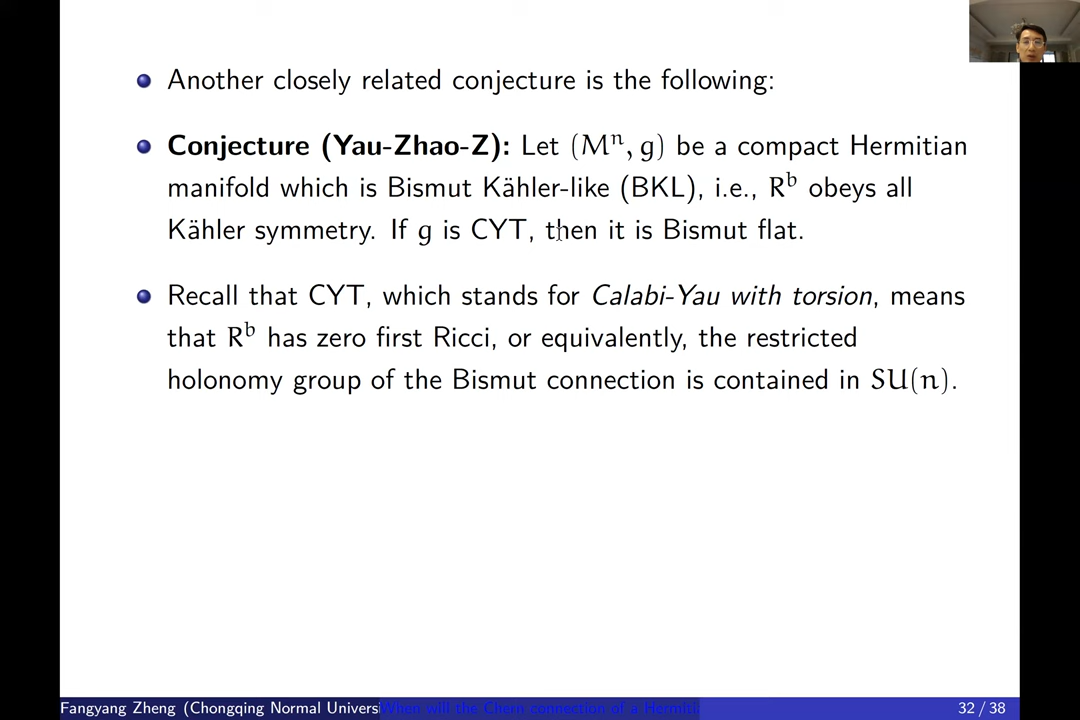 Another closely related conjecture is the following:
Conjecture (Yau-Zhao-Z): Let (Mⁿ, g) be a compact Hermitian
manifold which is Bismut Kähler-like (BKL), i.e., Rᵇ obeys all
Kähler symmetry. If g is CYT, then it is Bismut flat.
Recall that CYT, which stands for Calabi-Yau with torsion, means
that Rᵇ has zero first Ricci, or equivalently, the restricted
holonomy group of the Bismut connection is contained in SU(n).
Fangyang Zheng (Chongqing Normal Universi When will the Chern connection of a Hermiti 32 / 38